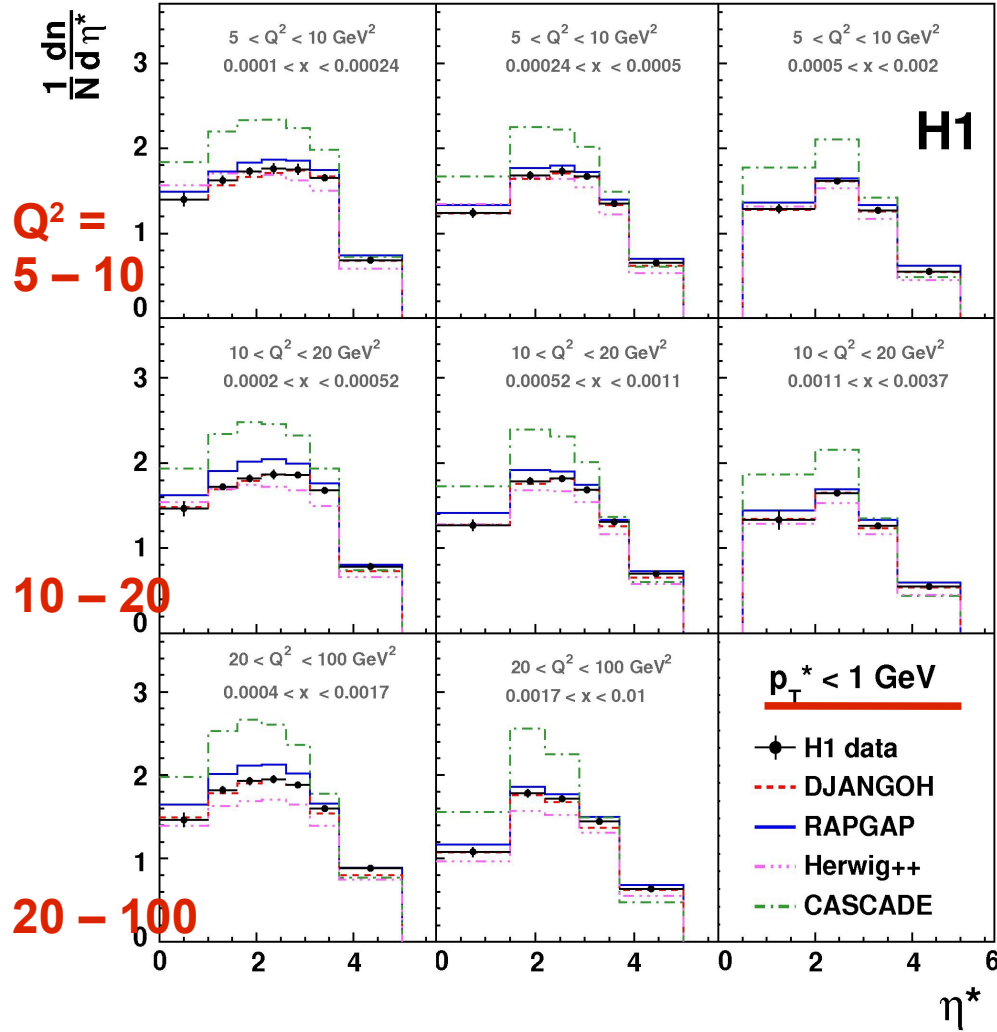 1 dn
N d η*
5 < Q² < 10 GeV²
0.0001 < x < 0.00024
5 < Q² < 10 GeV²
0.00024 < x < 0.0005
5 < Q² < 10 GeV²
0.0005 < x < 0.002
H1
Q² =
5 – 10
3
2
1
0
10 < Q² < 20 GeV²
0.0002 < x < 0.00052
10 < Q² < 20 GeV²
0.00052 < x < 0.0011
10 < Q² < 20 GeV²
0.0011 < x < 0.0037
10 – 20
3
2
1
0
20 < Q² < 100 GeV²
0.0004 < x < 0.0017
20 < Q² < 100 GeV²
0.0017 < x < 0.01
20 – 100
3
2
1
0
p_T* < 1 GeV
H1 data
DJANGOH
RAPGAP
Herwig++
CASCADE
0 2 4 0 2 4 0 2 4 6
η*